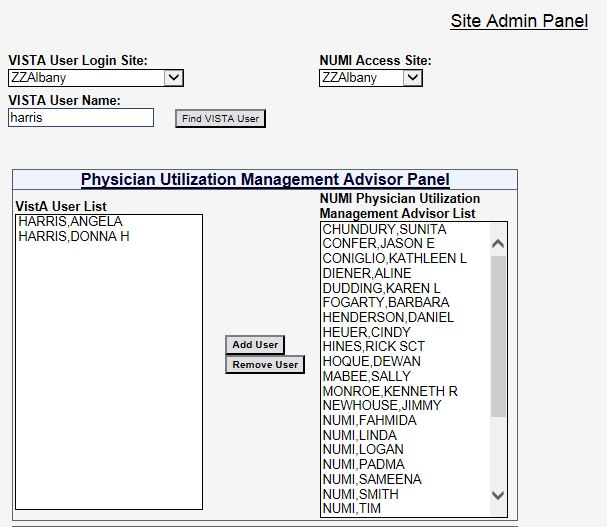 Site Admin Panel
VISTA User Login Site:
NUMI Access Site:
ZZAlbany
ZZAlbany
VISTA User Name:
harris
Find VISTA User
Physician Utilization Management Advisor Panel
VistA User List
NUMI Physician Utilization
Management Advisor List
HARRIS,ANGELA
HARRIS,DONNA H
Add User
Remove User
CHUNDURY,SUNITA
CONFER,JASON E
CONIGLIO,KATHLEEN L
DIENER,ALINE
DUDDING,KAREN L
FOGARTY,BARBARA
HENDERSON,DANIEL
HEUER,CINDY
HINES,RICK SCT
HOQUE,DEWAN
MABEE,SALLY
MONROE,KENNETH R
NEWHOUSE,JIMMY
NUMI,FAHMIDA
NUMI,LINDA
NUMI,LOGAN
NUMI,PADMA
NUMI,SAMEENA
NUMI,SMITH
NUMI,TIM